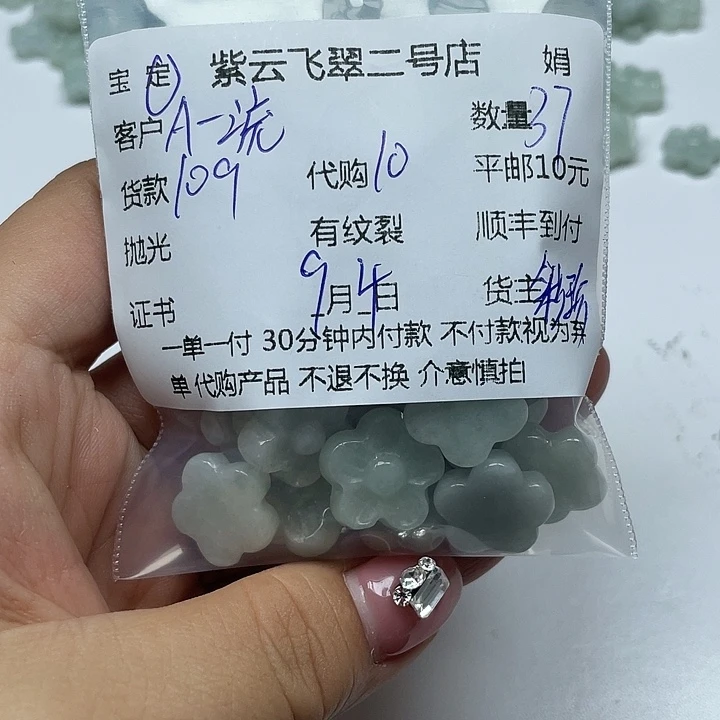 宝 定 紫云飞翠二号店 娟
客户 A- 数量 37
货款 109 代购 10 平邮10元
抛光 有纹裂 顺丰到付
证书 9月4日 货主
一单一付 30分钟内付款 不付款视为弃
单 代购产品 不退不换 介意慎拍